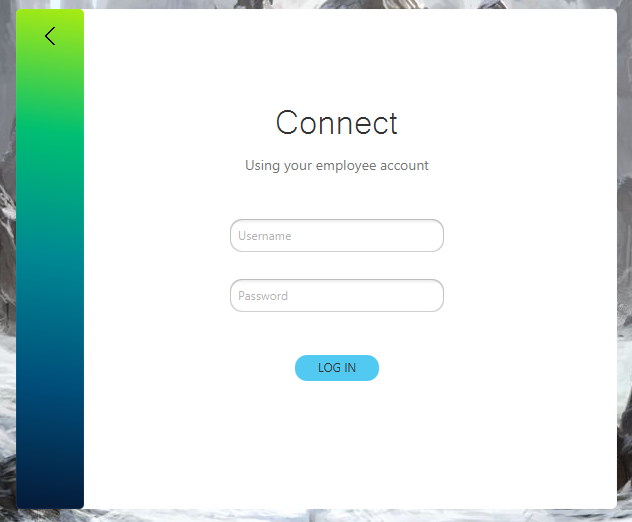 Connect
Using your employee account
Username
Password
LOG IN